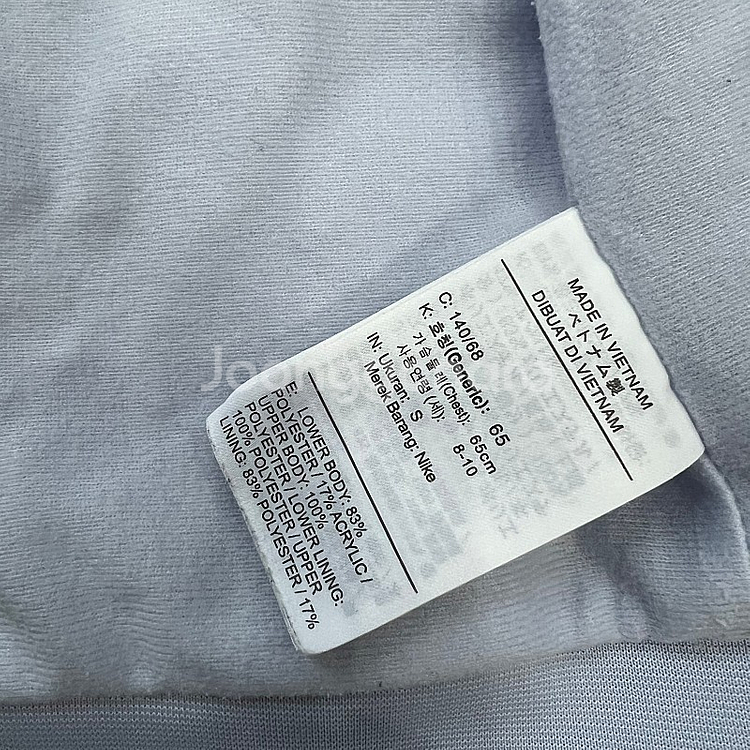 MADE IN VIETNAM
ベトナム製
DIBUAT DI VIETNAM
C: 140/68
K: 호칭(Generic): 65
가슴둘레(Chest): 65cm
사용연령(세): 8-10
IN: Ukuran: S
Merek Barang: Nike
E: LOWER BODY: 83%
POLYESTER / 17% ACRYLIC /
UPPER BODY: 100%
POLYESTER / LOWER LINING:
100% POLYESTER / UPPER
LINING: 83% POLYESTER / 17%